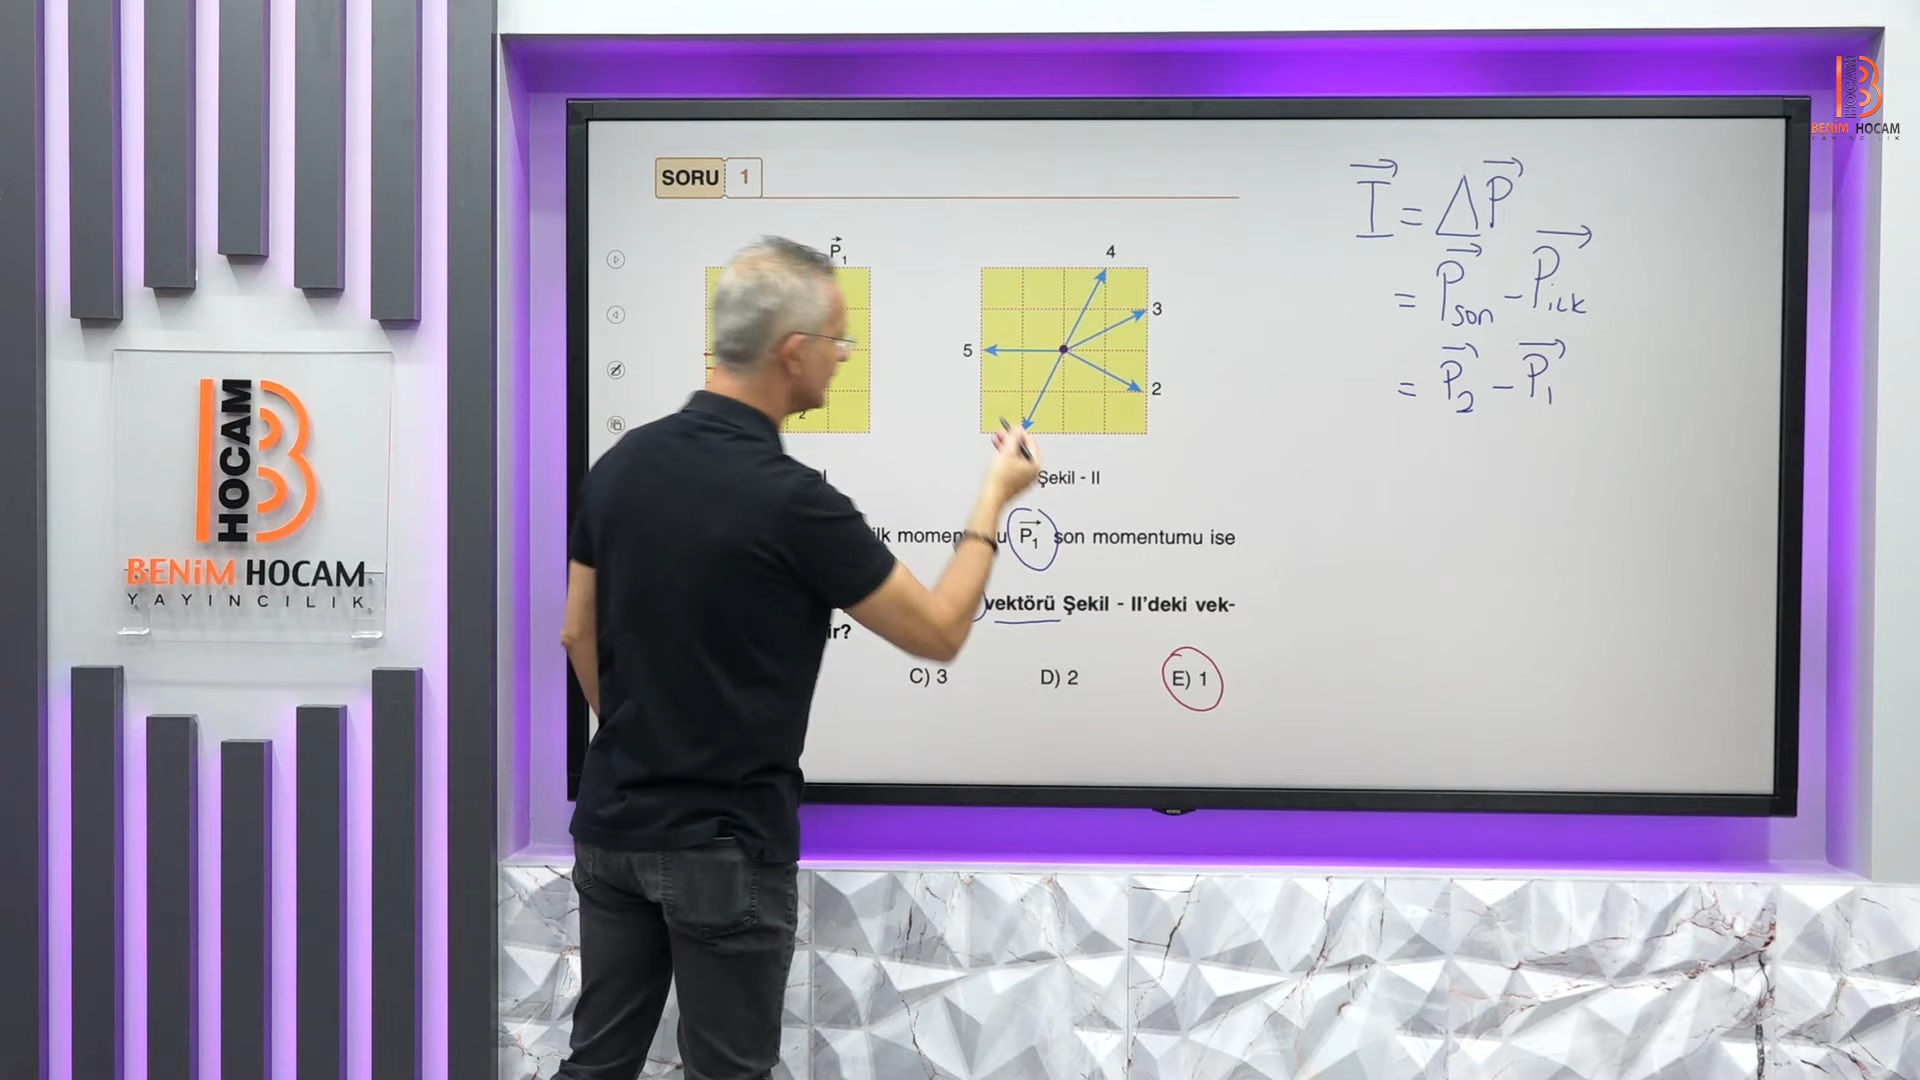 BENİM HOCAM
YAYINCILIK
HOCAM
BENİM HOCAM
YAYINCILIK
SORU 1
P₁
2
4
3
5
2
Şekil - II
ilk P₁ son momentumu ise
vektörü Şekil - II'deki vek-
C) 3 D) 2 E) 1
I = ΔP
= Pson - Pilk
= P₂ - P₁